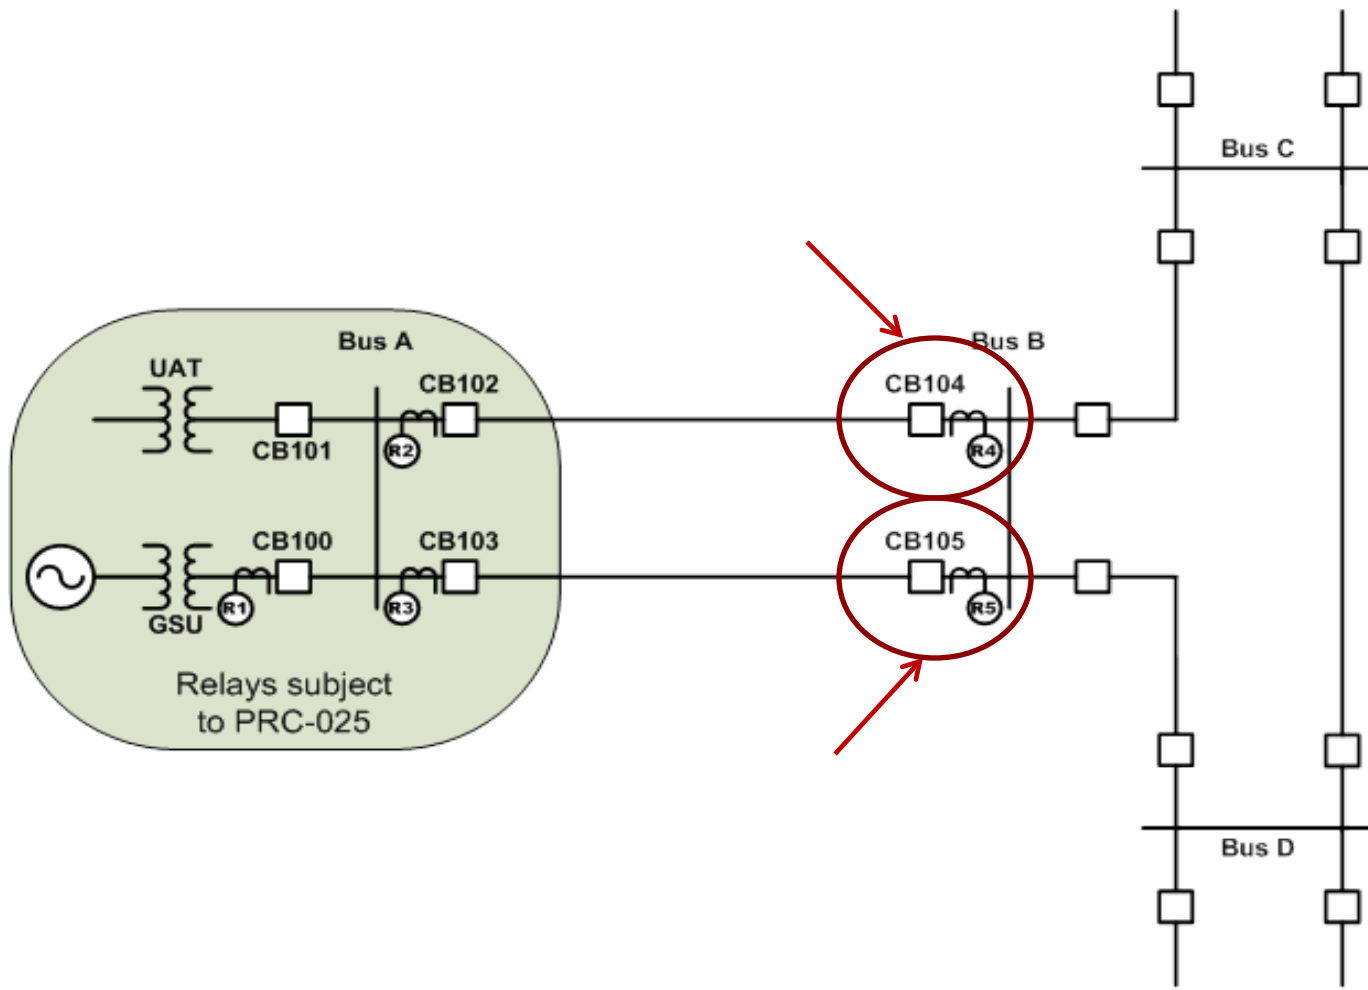 Bus C
Bus A
Bus B
UAT
CB102
CB104
CB101
R2
R4
CB100
CB103
CB105
R1
R3
R5
GSU
Relays subject
to PRC-025
Bus D